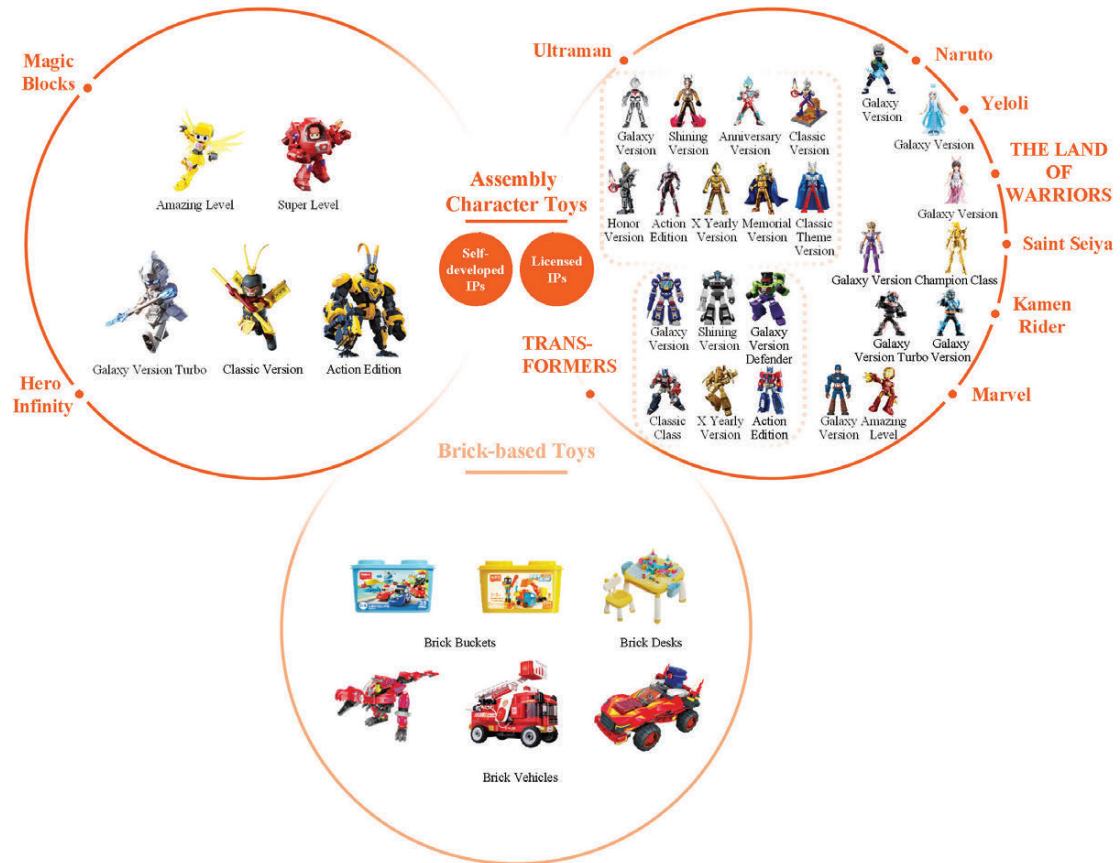 Magic
Blocks
Amazing Level
Super Level
Galaxy Version Turbo
Classic Version
Action Edition
Hero
Infinity
Assembly
Character Toys
Self-
developed
IPs
Licensed
IPs
Ultraman
Galaxy
Version
Shining
Version
Anniversary
Version
Classic
Version
Honor
Version
Action
Edition
X Yearly
Version
Memorial
Version
Classic
Theme
Version
TRANS-
FORMERS
Galaxy
Version
Shining
Version
Galaxy
Version
Defender
Classic
Class
X Yearly
Version
Action
Edition
Naruto
Galaxy
Version
Yeloli
Galaxy Version
THE LAND
OF
WARRIORS
Galaxy Version
Saint Seiya
Galaxy Version
Champion Class
Kamen
Rider
Galaxy
Version Turbo
Galaxy
Version
Marvel
Galaxy
Version
Amazing
Level
Brick-based Toys
Brick Buckets
Brick Desks
Brick Vehicles